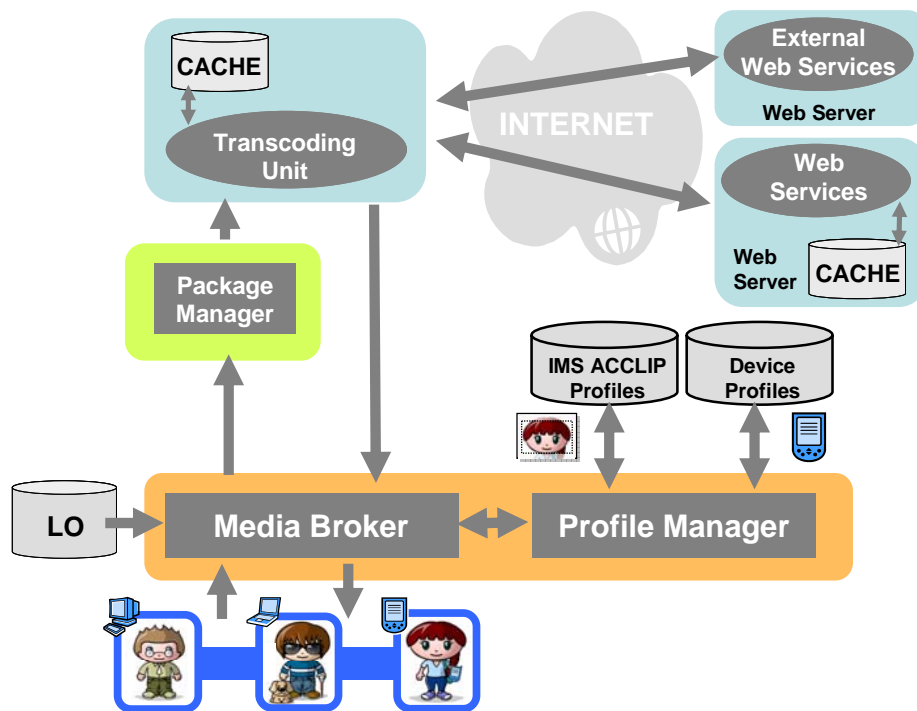 CACHE
Transcoding
Unit
INTERNET
External
Web Services
Web Server
Web
Services
Web
Server
CACHE
Package
Manager
IMS ACCLIP
Profiles
Device
Profiles
LO
Media Broker
Profile Manager